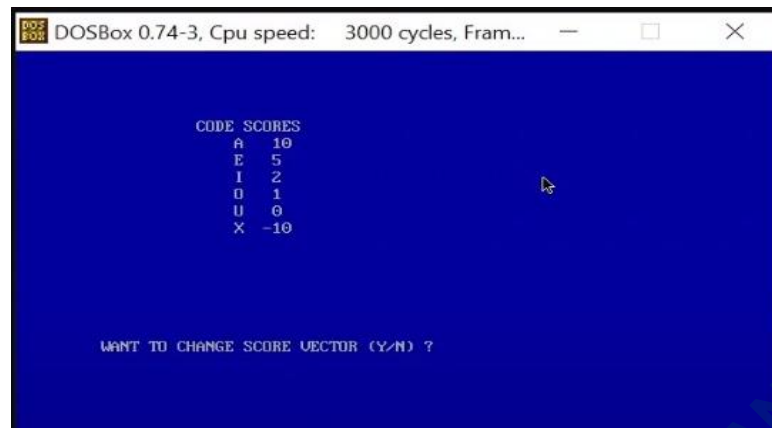 DOSBox 0.74-3, Cpu speed: 3000 cycles, Fram...
CODE SCORES
A 10
E 5
I 2
O 1
U 0
X -10
WANT TO CHANGE SCORE VECTOR (Y/N) ?